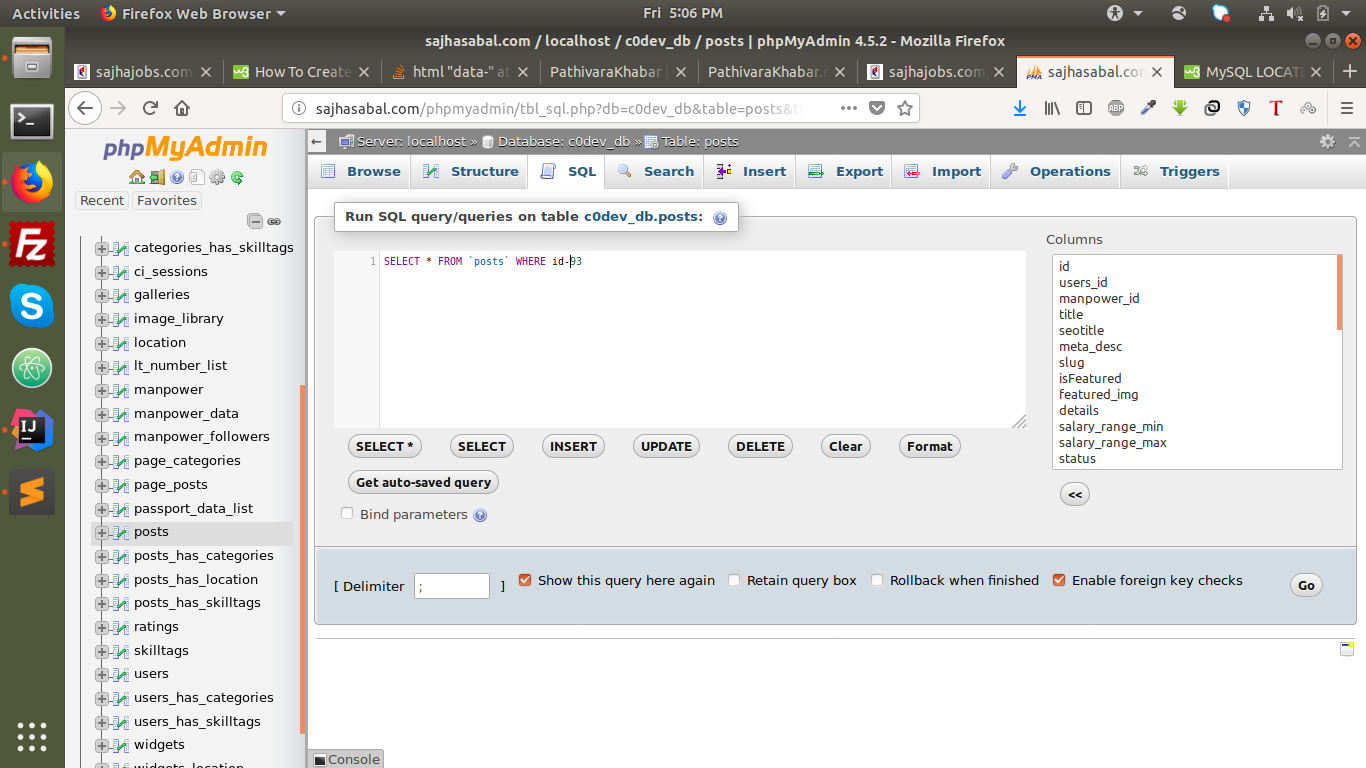 Activities
Firefox Web Browser
Fri 5:06 PM
sajhasabal.com / localhost / c0dev_db / posts | phpMyAdmin 4.5.2 - Mozilla Firefox
sajhajobs.com
How To Create
html "data-" at
PathivaraKhabar |
PathivaraKhabar.c
sajhajobs.com
sajhasabal.co
MySQL LOCAT
sajhasabal.com/phpmyadmin/tbl_sql.php?db=c0dev_db&table=posts&t
phpMyAdmin
Recent
Favorites
categories_has_skilltags
ci_sessions
galleries
image_library
location
lt_number_list
manpower
manpower_data
manpower_followers
page_categories
page_posts
passport_data_list
posts
posts_has_categories
posts_has_location
posts_has_skilltags
ratings
skilltags
users
users_has_categories
users_has_skilltags
widgets
widgets_location
Server: localhost » Database: c0dev_db » Table: posts
Browse
Structure
SQL
Search
Insert
Export
Import
Operations
Triggers
Run SQL query/queries on table c0dev_db.posts:
1 SELECT * FROM `posts` WHERE id-93
SELECT *
SELECT
INSERT
UPDATE
DELETE
Clear
Format
Get auto-saved query
Bind parameters
Columns
id
users_id
manpower_id
title
seotitle
meta_desc
slug
isFeatured
featured_img
details
salary_range_min
salary_range_max
status
<<
[ Delimiter ; ]
Show this query here again
Retain query box
Rollback when finished
Enable foreign key checks
Go
Console